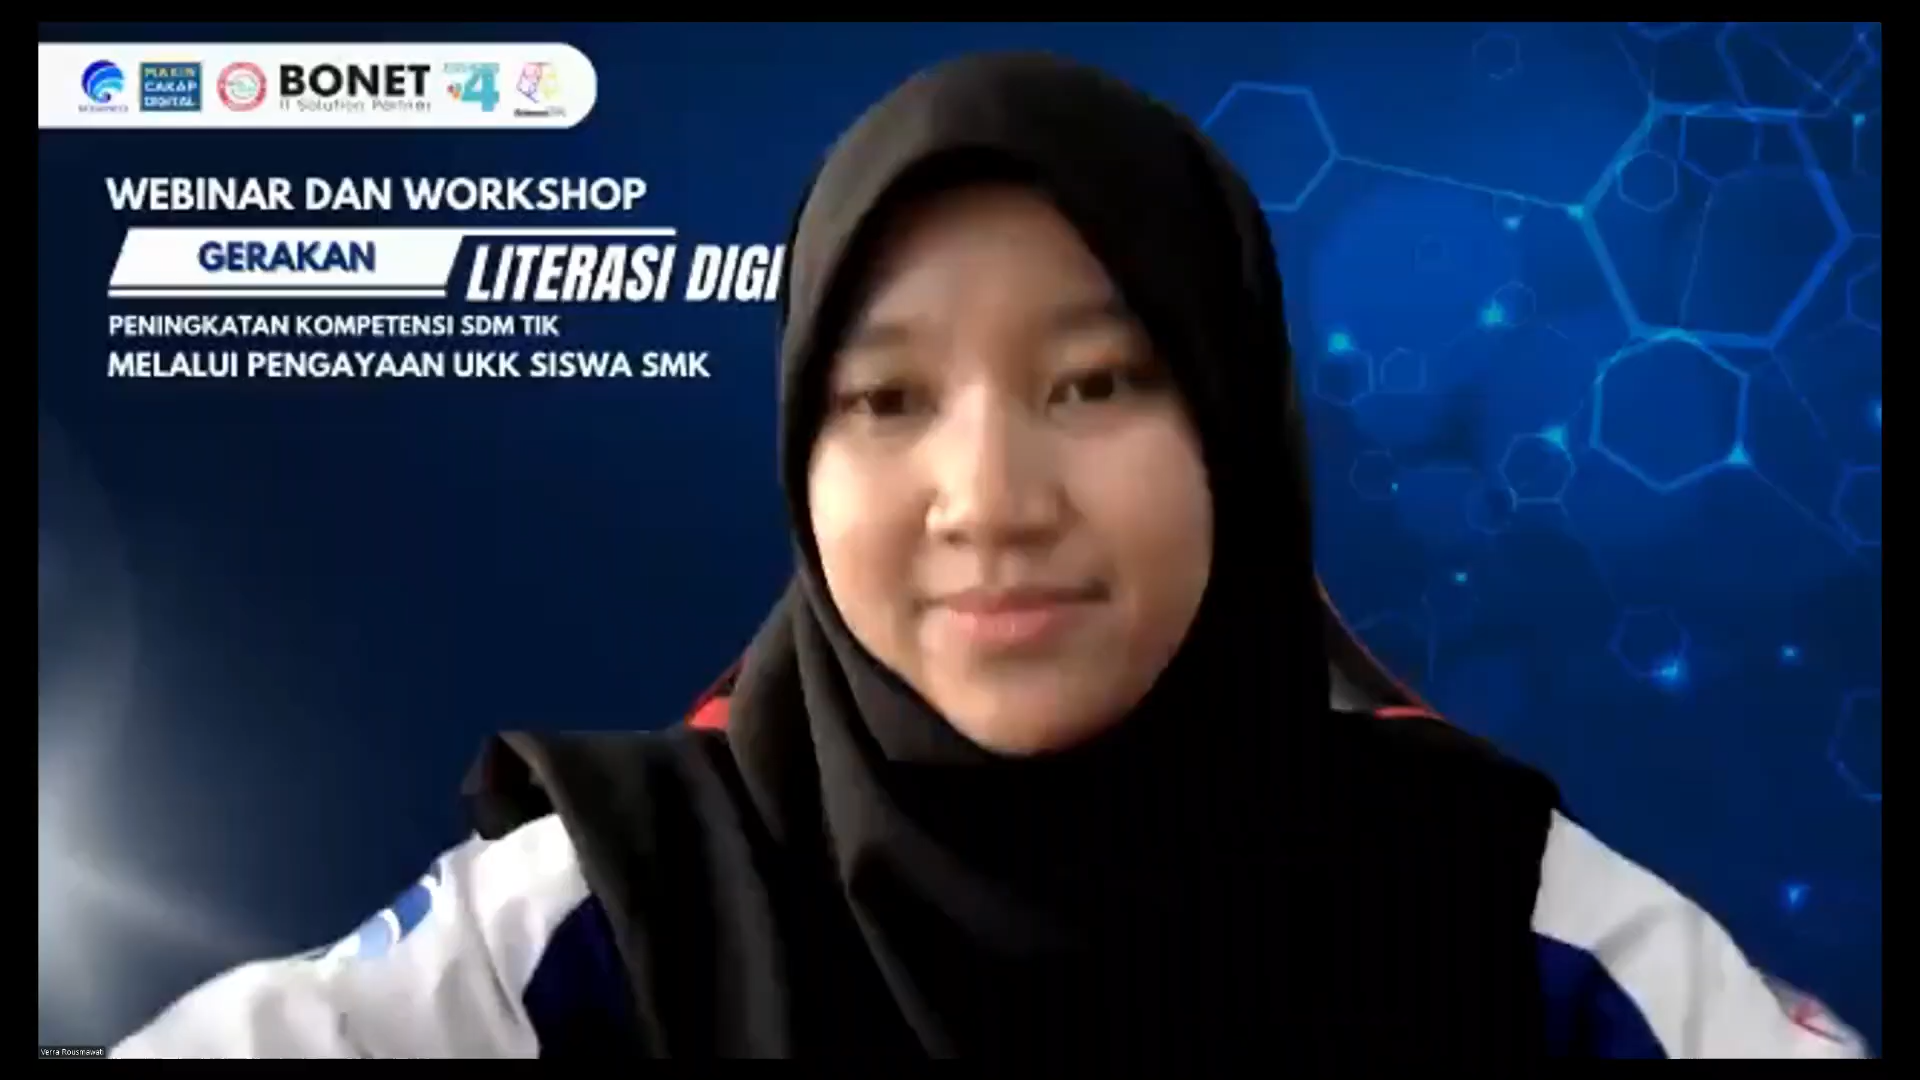 MAKIN
CAKAP
DIGITAL
BONET
IT Solution Partner
4
WEBINAR DAN WORKSHOP
GERAKAN
LITERASI DIGI
PENINGKATAN KOMPETENSI SDM TIK
MELALUI PENGAYAAN UKK SISWA SMK
Verra Rousmawati